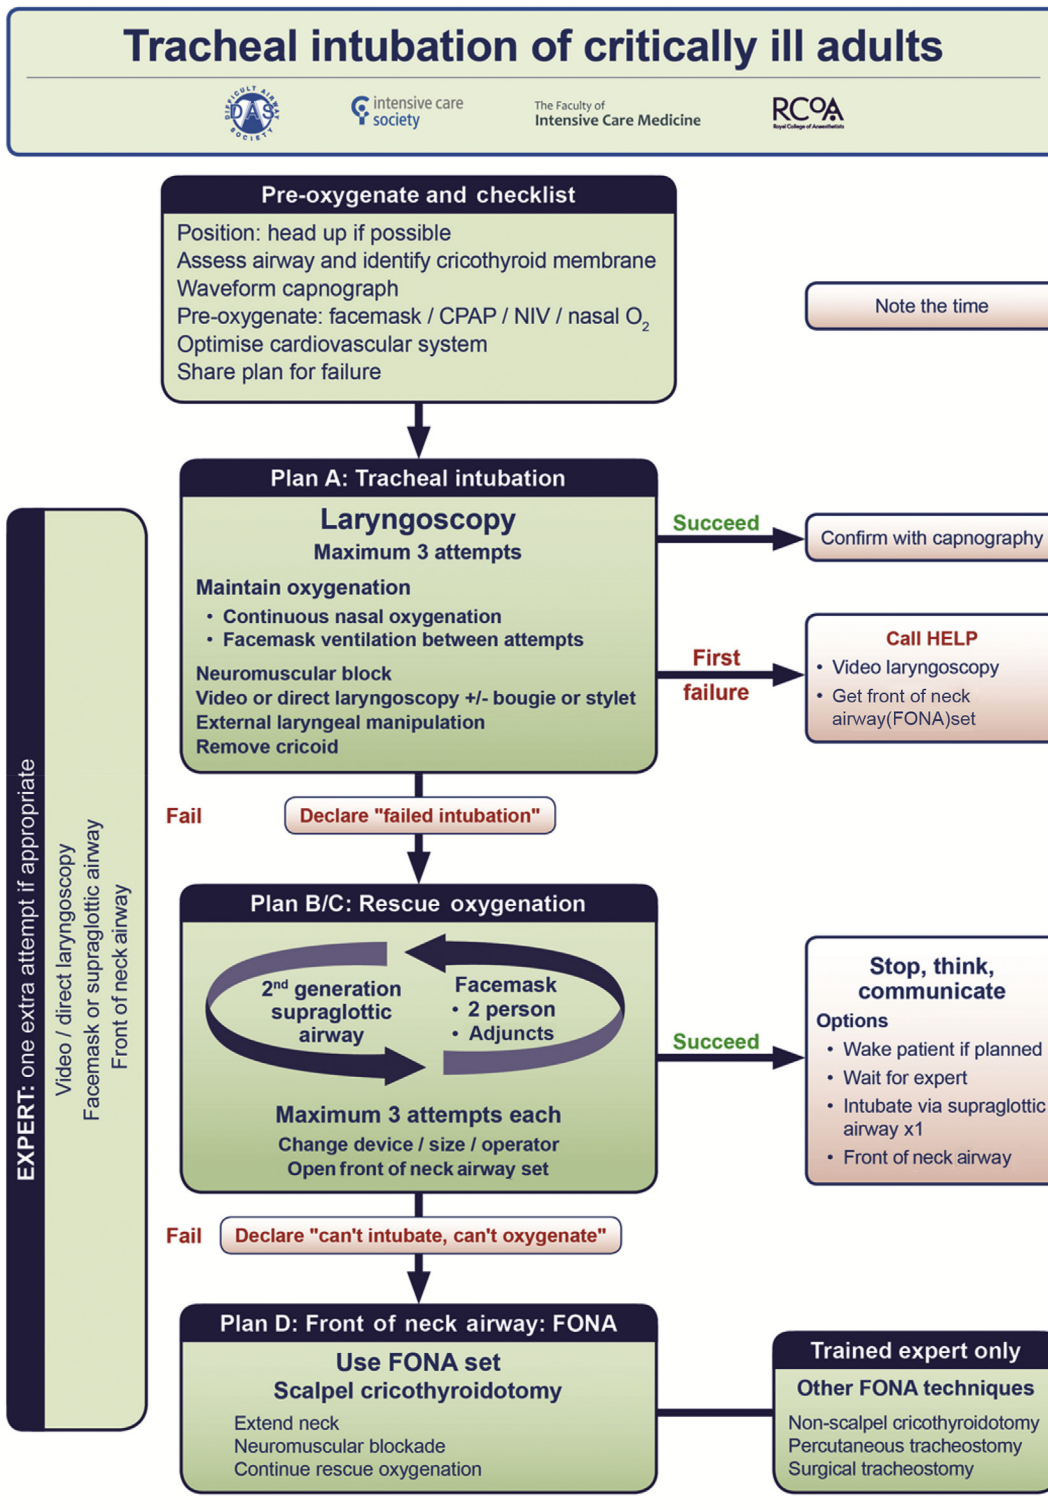 Tracheal intubation of critically ill adults
DIFFICULT AIRWAY
DAS
SOCIETY
intensive care
society
The Faculty of
Intensive Care Medicine
RCOA
Royal College of Anaesthetists
Pre-oxygenate and checklist
Position: head up if possible
Assess airway and identify cricothyroid membrane
Waveform capnograph
Pre-oxygenate: facemask / CPAP / NIV / nasal O₂
Optimise cardiovascular system
Share plan for failure
Note the time
Plan A: Tracheal intubation
Laryngoscopy
Maximum 3 attempts
Maintain oxygenation
• Continuous nasal oxygenation
• Facemask ventilation between attempts
Neuromuscular block
Video or direct laryngoscopy +/- bougie or stylet
External laryngeal manipulation
Remove cricoid
Succeed
Confirm with capnography
First
failure
Call HELP
• Video laryngoscopy
• Get front of neck
airway(FONA)set
Fail
Declare "failed intubation"
Plan B/C: Rescue oxygenation
2nd generation
supraglottic
airway
Facemask
• 2 person
• Adjuncts
Maximum 3 attempts each
Change device / size / operator
Open front of neck airway set
Succeed
Stop, think,
communicate
Options
• Wake patient if planned
• Wait for expert
• Intubate via supraglottic
airway x1
• Front of neck airway
Fail
Declare "can't intubate, can't oxygenate"
Plan D: Front of neck airway: FONA
Use FONA set
Scalpel cricothyroidotomy
Extend neck
Neuromuscular blockade
Continue rescue oxygenation
Trained expert only
Other FONA techniques
Non-scalpel cricothyroidotomy
Percutaneous tracheostomy
Surgical tracheostomy
EXPERT: one extra attempt if appropriate
Video / direct laryngoscopy
Facemask or supraglottic airway
Front of neck airway